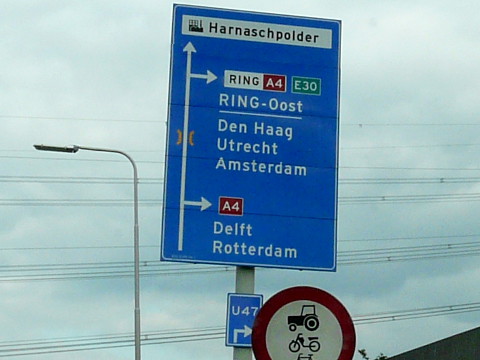 Harnaschpolder
RING A4 E30
RING-Oost
Den Haag
Utrecht
Amsterdam
A4
Delft
Rotterdam
U47